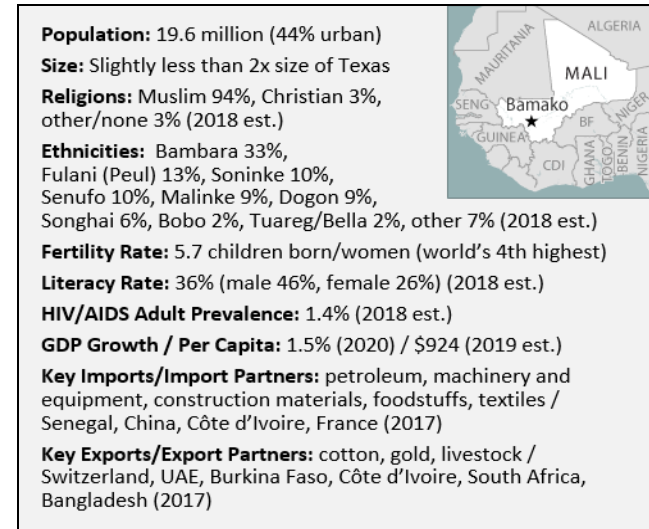 Population: 19.6 million (44% urban)
Size: Slightly less than 2x size of Texas
Religions: Muslim 94%, Christian 3%,
other/none 3% (2018 est.)
Ethnicities: Bambara 33%,
Fulani (Peul) 13%, Soninke 10%,
Senufo 10%, Malinke 9%, Dogon 9%,
Songhai 6%, Bobo 2%, Tuareg/Bella 2%, other 7% (2018 est.)
Fertility Rate: 5.7 children born/women (world’s 4th highest)
Literacy Rate: 36% (male 46%, female 26%) (2018 est.)
HIV/AIDS Adult Prevalence: 1.4% (2018 est.)
GDP Growth / Per Capita: 1.5% (2020) / $924 (2019 est.)
Key Imports/Import Partners: petroleum, machinery and
equipment, construction materials, foodstuffs, textiles /
Senegal, China, Côte d’Ivoire, France (2017)
Key Exports/Export Partners: cotton, gold, livestock /
Switzerland, UAE, Burkina Faso, Côte d’Ivoire, South Africa,
Bangladesh (2017)
ALGERIA
MAURITANIA
MALI
SENG
Bamako
NIGER
GUINEA
BF
CDI
GHANA
TOGO
BENIN
NIGERIA